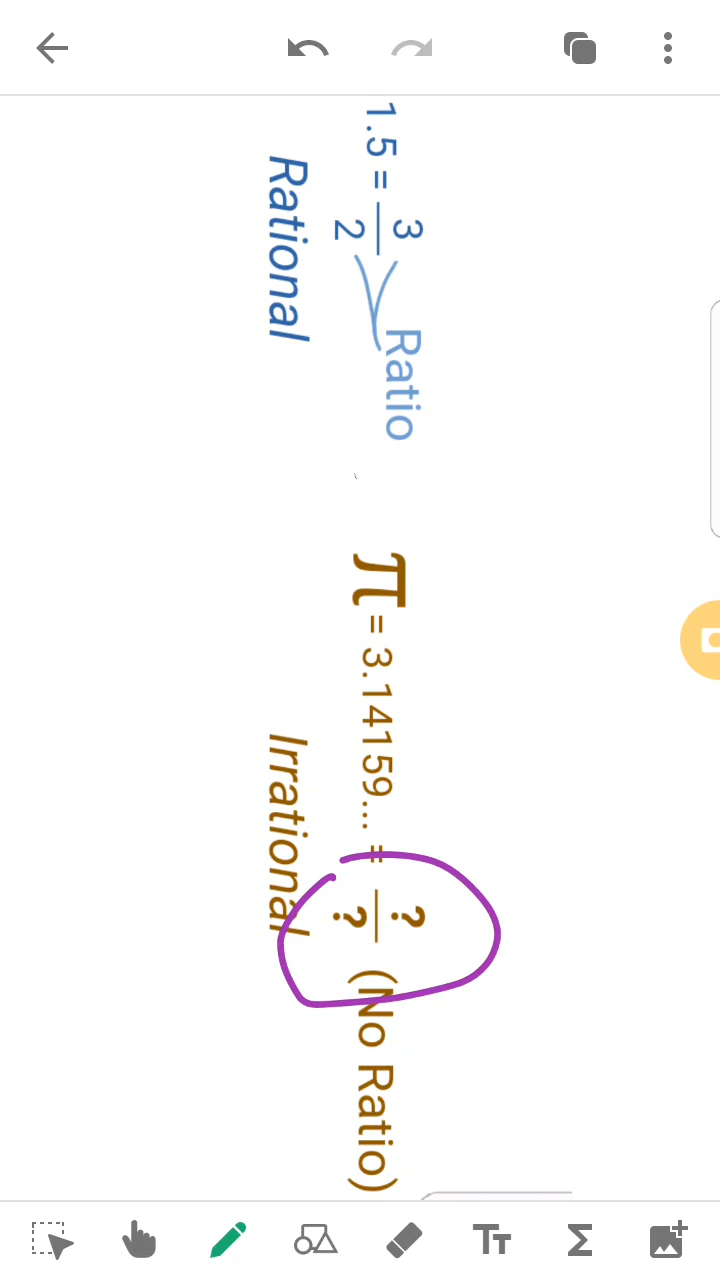 1.5 = 3/2 Ratio
Rational
π = 3.14159... = ?/? (No Ratio)
Irrational